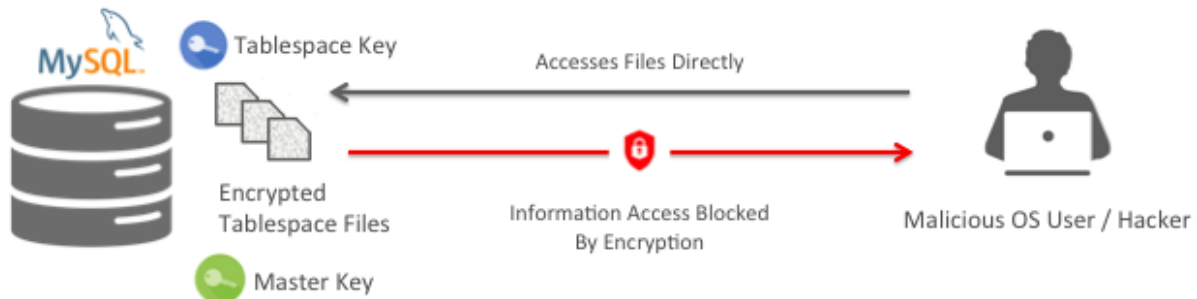 MySQL™
Tablespace Key
Accesses Files Directly
Encrypted
Tablespace Files
Information Access Blocked
By Encryption
Malicious OS User / Hacker
Master Key